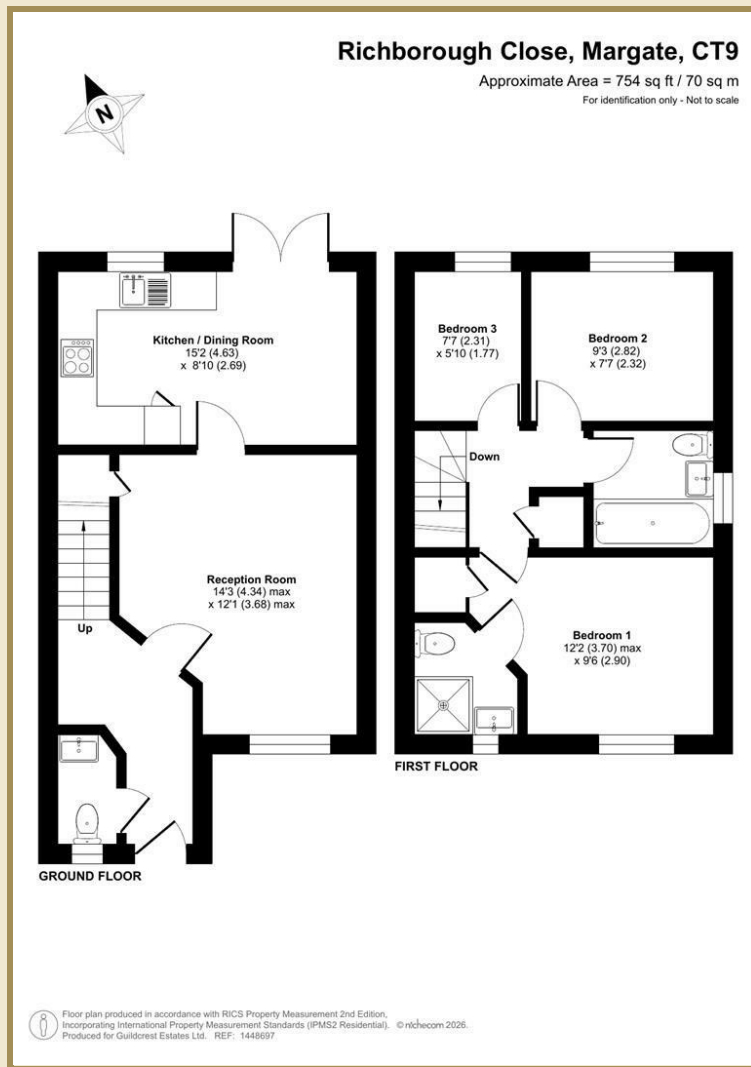 Richborough Close, Margate, CT9
Approximate Area = 754 sq ft / 70 sq m
For identification only - Not to scale
N
Kitchen / Dining Room
15'2 (4.63)
x 8'10 (2.69)
Reception Room
14'3 (4.34) max
x 12'1 (3.68) max
Up
GROUND FLOOR
Bedroom 3
7'7 (2.31)
x 5'10 (1.77)
Bedroom 2
9'3 (2.82)
x 7'7 (2.32)
Down
Bedroom 1
12'2 (3.70) max
x 9'6 (2.90)
FIRST FLOOR
Floor plan produced in accordance with RICS Property Measurement 2nd Edition,
Incorporating International Property Measurement Standards (IPMS2 Residential). © nichecom 2026.
Produced for Guildcrest Estates Ltd. REF: 1448697